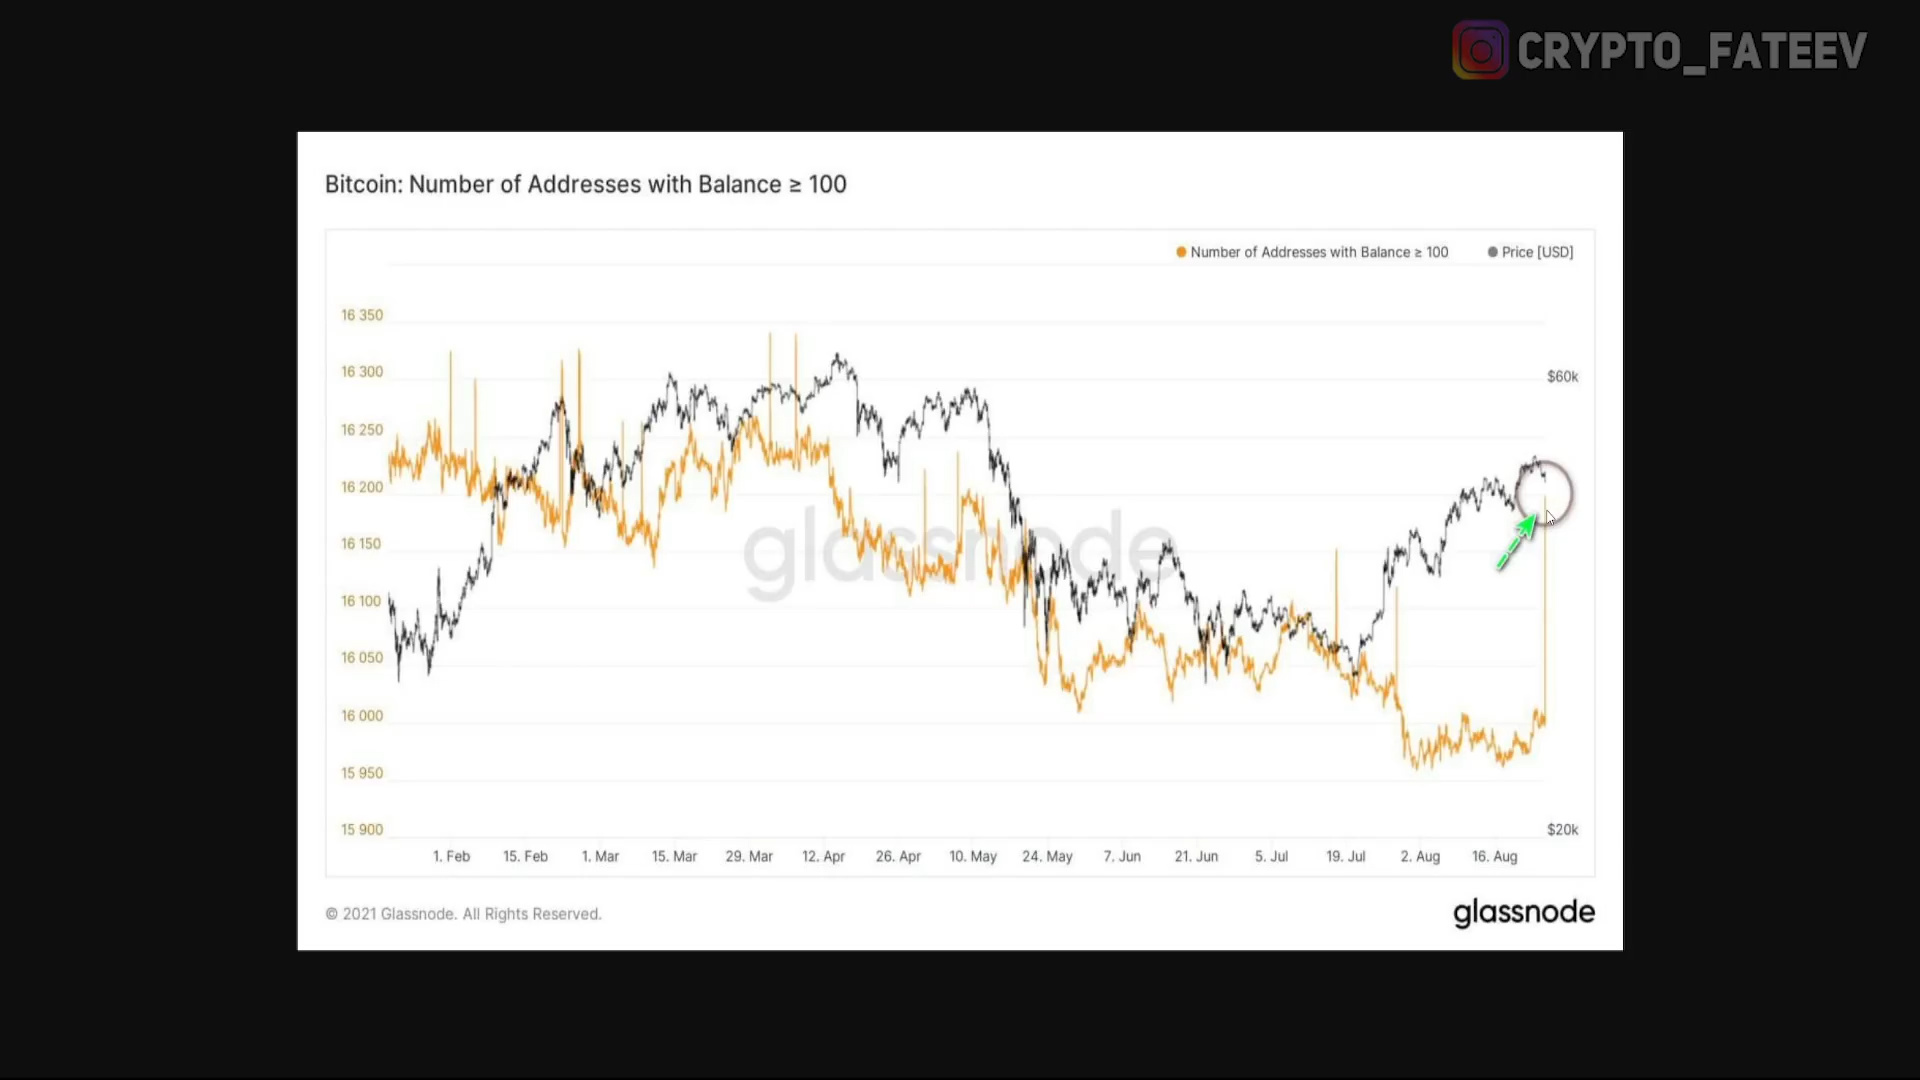 CRYPTO_FATEEV
Bitcoin: Number of Addresses with Balance ≥ 100
Number of Addresses with Balance ≥ 100 Price [USD]
16 350
16 300
$60k
16 250
16 200
glassnode
16 150
16 100
16 050
16 000
15 950
15 900
$20k
1. Feb 15. Feb 1. Mar 15. Mar 29. Mar 12. Apr 26. Apr 10. May 24. May 7. Jun 21. Jun 5. Jul 19. Jul 2. Aug 16. Aug
© 2021 Glassnode. All Rights Reserved.
glassnode